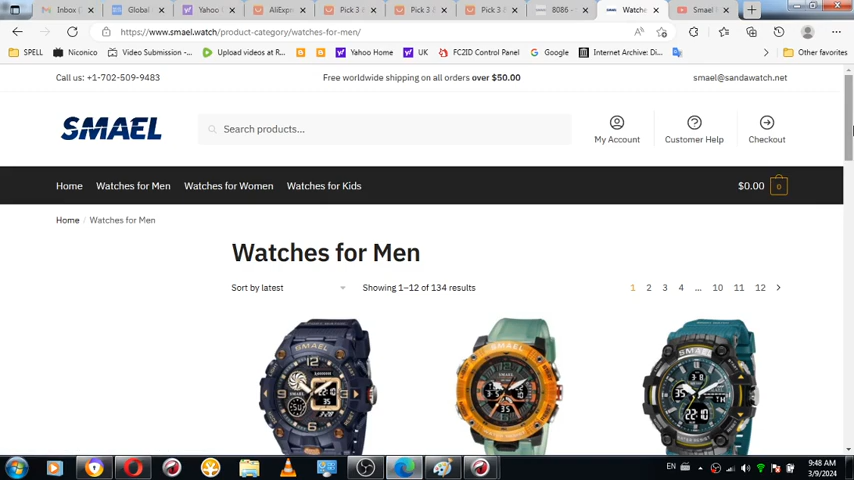 Inbox (
Global
Yahoo
AliExpr
Pick 3
Pick 3
Pick 3
8086 -
Watche
Smael
https://www.smael.watch/product-category/watches-for-men/
SPELL
Niconico
Video Submission -...
Upload videos at R...
Yahoo Home
UK
FC2ID Control Panel
Google
Internet Archive: Di...
Other favorites
Call us: +1-702-509-9483
Free worldwide shipping on all orders over $50.00
smael@sandawatch.net
SMAEL
Search products...
My Account
Customer Help
Checkout
Home
Watches for Men
Watches for Women
Watches for Kids
$0.00
0
Home / Watches for Men
Watches for Men
Sort by latest
Showing 1–12 of 134 results
1 2 3 4 ... 10 11 12
SMAEL
SMAEL
SMAEL
EN
9:48 AM
3/9/2024